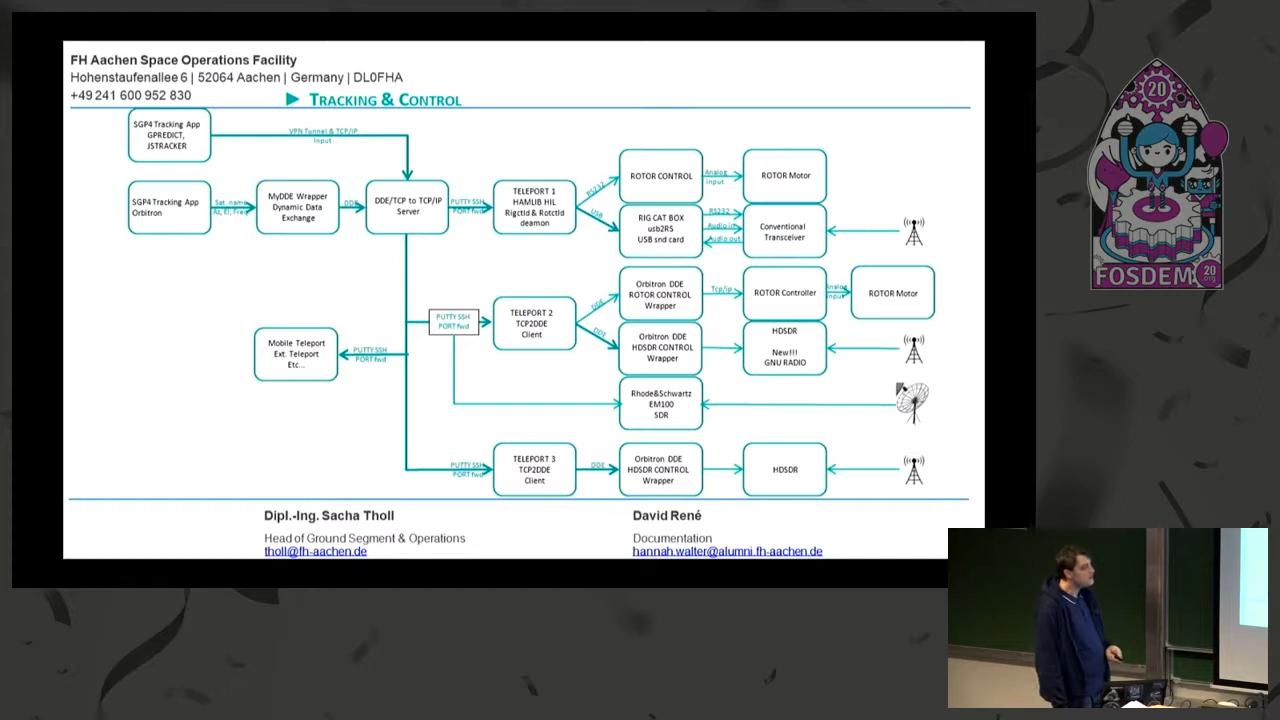 FH Aachen Space Operations Facility
Hohenstaufenallee 6 | 52064 Aachen | Germany | DL0FHA
+49 241 600 952 830
TRACKING & CONTROL
SGP4 Tracking App
GPREDICT,
JSTRACKER
VPN Tunnel & TCP/IP
Input
SGP4 Tracking App
Orbitron
Sat. name
Az, El, Freq
MyDDE Wrapper
Dynamic Data
Exchange
DDE
DDE/TCP to TCP/IP
Server
PUTTY SSH
PORT fwd
TELEPORT 1
HAMLIB HIL
Rigctld & Rotctld
deamon
RS232
USB
ROTOR CONTROL
Analog
input
ROTOR Motor
RIG CAT BOX
usb2RS
USB snd card
RS232
Audio in
Audio out
Conventional
Transceiver
PUTTY SSH
PORT fwd
TELEPORT 2
TCP2DDE
Client
DDE
DDE
Orbitron DDE
ROTOR CONTROL
Wrapper
Tcp/ip
ROTOR Controller
Analog
input
ROTOR Motor
Orbitron DDE
HDSDR CONTROL
Wrapper
HDSDR
New!!!
GNU RADIO
Mobile Teleport
Ext. Teleport
Etc...
PUTTY SSH
PORT fwd
Rhode&Schwartz
EM100
SDR
PUTTY SSH
PORT fwd
TELEPORT 3
TCP2DDE
Client
DDE
Orbitron DDE
HDSDR CONTROL
Wrapper
HDSDR
Dipl.-Ing. Sacha Tholl
Head of Ground Segment & Operations
tholl@fh-aachen.de
David René
Documentation
hannah.walter@alumni.fh-aachen.de
20
FOSDEM
20
.org